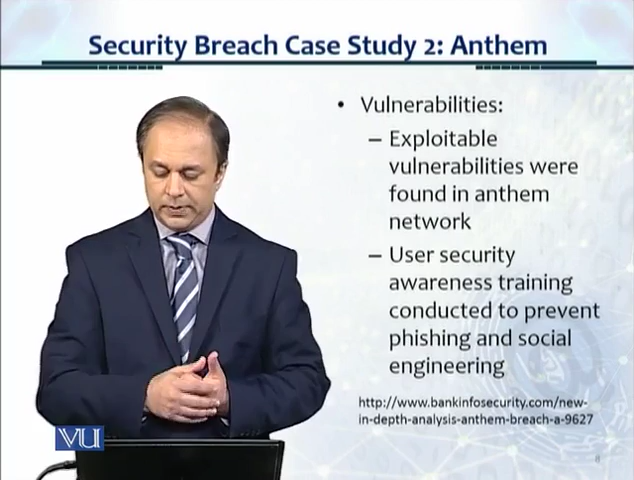 Security Breach Case Study 2: Anthem
• Vulnerabilities:
– Exploitable
vulnerabilities were
found in anthem
network
– User security
awareness training
conducted to prevent
phishing and social
engineering
http://www.bankinfosecurity.com/new-
in-depth-analysis-anthem-breach-a-9627
VU
8